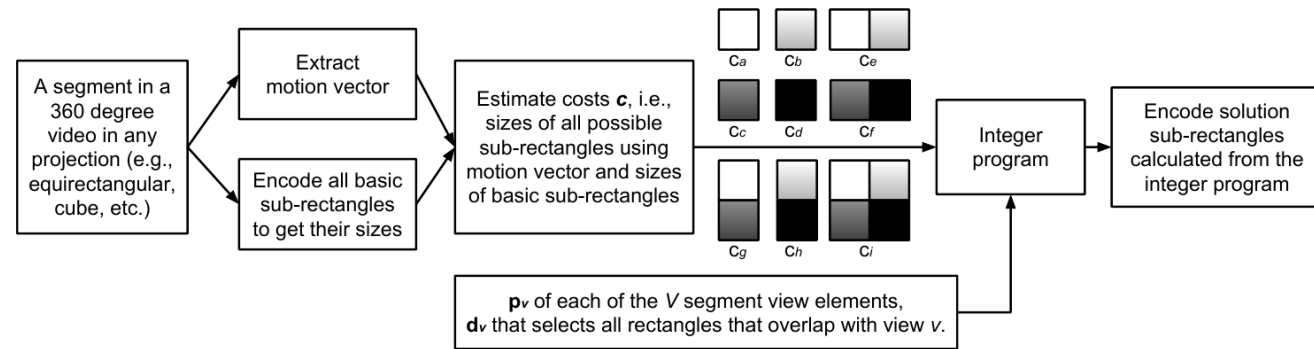 A segment in a
360 degree
video in any
projection (e.g.,
equirectangular,
cube, etc.)
Extract
motion vector
Encode all basic
sub-rectangles
to get their sizes
Estimate costs c, i.e.,
sizes of all possible
sub-rectangles using
motion vector and sizes
of basic sub-rectangles
Ca Cb Ce
Cc Cd Cf
Cg Ch Ci
pv of each of the V segment view elements,
dv that selects all rectangles that overlap with view v.
Integer
program
Encode solution
sub-rectangles
calculated from the
integer program